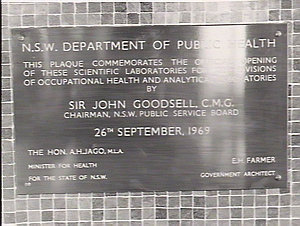 N.S.W. DEPARTMENT OF PUBLIC HEALTH
THIS PLAQUE COMMEMORATES THE OPENING
OF THESE SCIENTIFIC LABORATORIES FOR DIVISIONS
OF OCCUPATIONAL HEALTH AND ANALYTICAL LABORATORIES
BY
SIR JOHN GOODSELL, C.M.G.
CHAIRMAN, N.S.W. PUBLIC SERVICE BOARD
26TH SEPTEMBER, 1969
THE HON. A.H.JAGO, M.L.A.
MINISTER FOR HEALTH
FOR THE STATE OF N.S.W.
E.H. FARMER
GOVERNMENT ARCHITECT